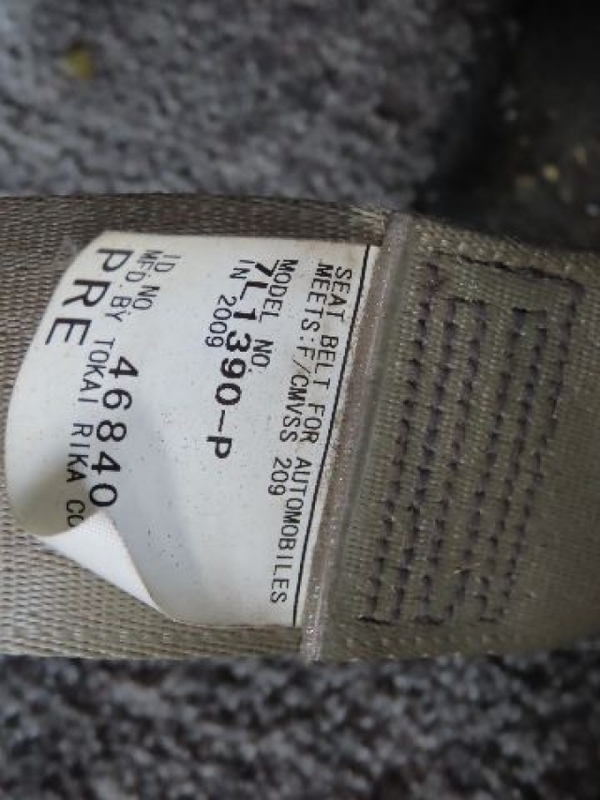 SEAT BELT FOR AUTOMOBILES
MEETS:F/CMVSS 209
MODEL NO.
7L1390-P
IN 2009
ID NO 46840
MFD.BY TOKAI RIKA CO
PRE